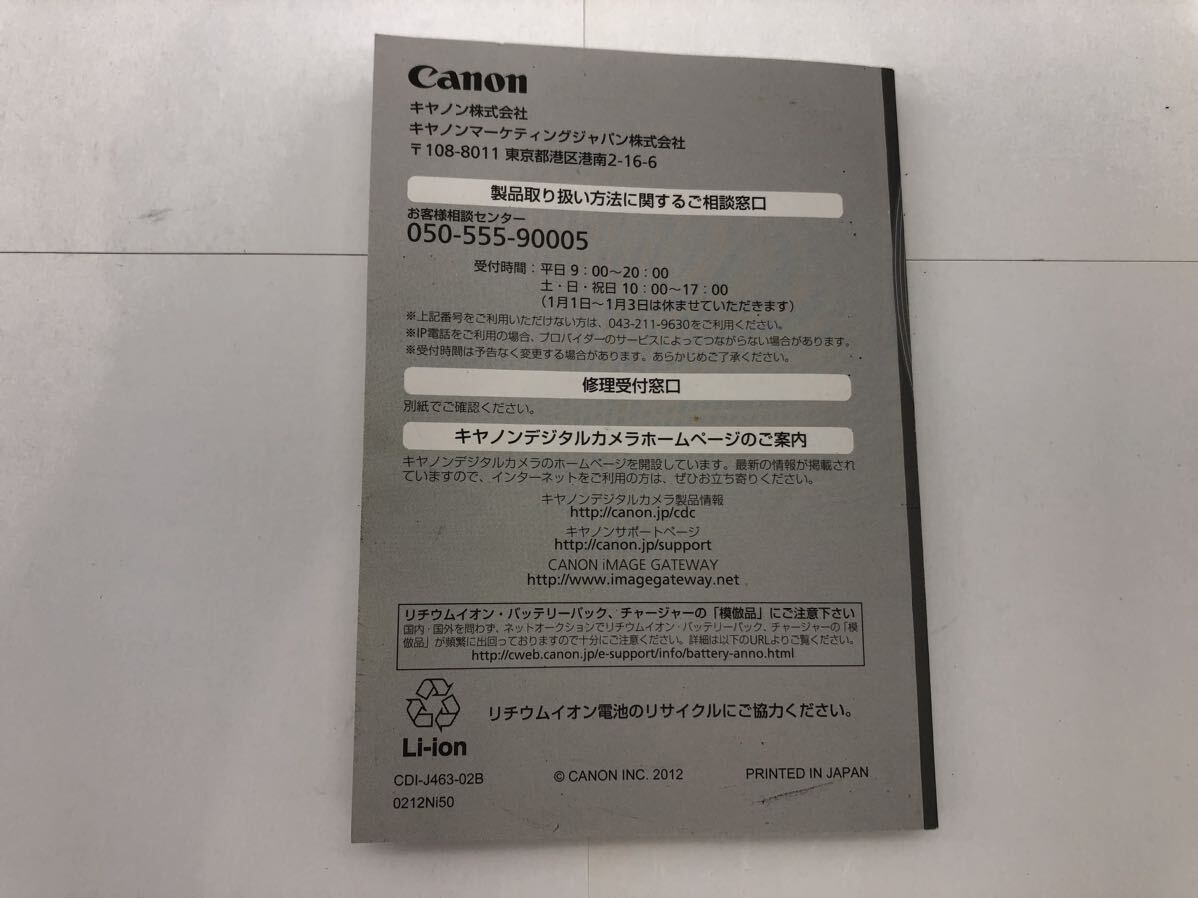 Canon
キヤノン株式会社
キヤノンマーケティングジャパン株式会社
〒108-8011 東京都港区港南2-16-6
製品取り扱い方法に関するご相談窓口
お客様相談センター
050-555-90005
受付時間：平日 9：00～20：00
土・日・祝日 10：00～17：00
（1月1日～1月3日は休ませていただきます）
※上記番号をご利用いただけない方は、043-211-9630をご利用ください。
※IP電話をご利用の場合、プロバイダーのサービスによってつながらない場合があります。
※受付時間は予告なく変更する場合があります。あらかじめご了承ください。
修理受付窓口
別紙でご確認ください。
キヤノンデジタルカメラホームページのご案内
キヤノンデジタルカメラのホームページを開設しています。最新の情報が掲載され
ていますので、インターネットをご利用の方は、ぜひお立ち寄りください。
キヤノンデジタルカメラ製品情報
http://canon.jp/cdc
キヤノンサポートページ
http://canon.jp/support
CANON iMAGE GATEWAY
http://www.imagegateway.net
リチウムイオン・バッテリーパック、チャージャーの「模倣品」にご注意下さい
国内・国外を問わず、ネットオークションでリチウムイオン・バッテリーパック、チャージャーの「模
倣品」が頻繁に出回っておりますので十分にご注意ください。詳細は以下のURLよりご覧ください。
http://cweb.canon.jp/e-support/info/battery-anno.html
リチウムイオン電池のリサイクルにご協力ください。
Li-ion
CDI-J463-02B
© CANON INC. 2012
PRINTED IN JAPAN
0212Ni50